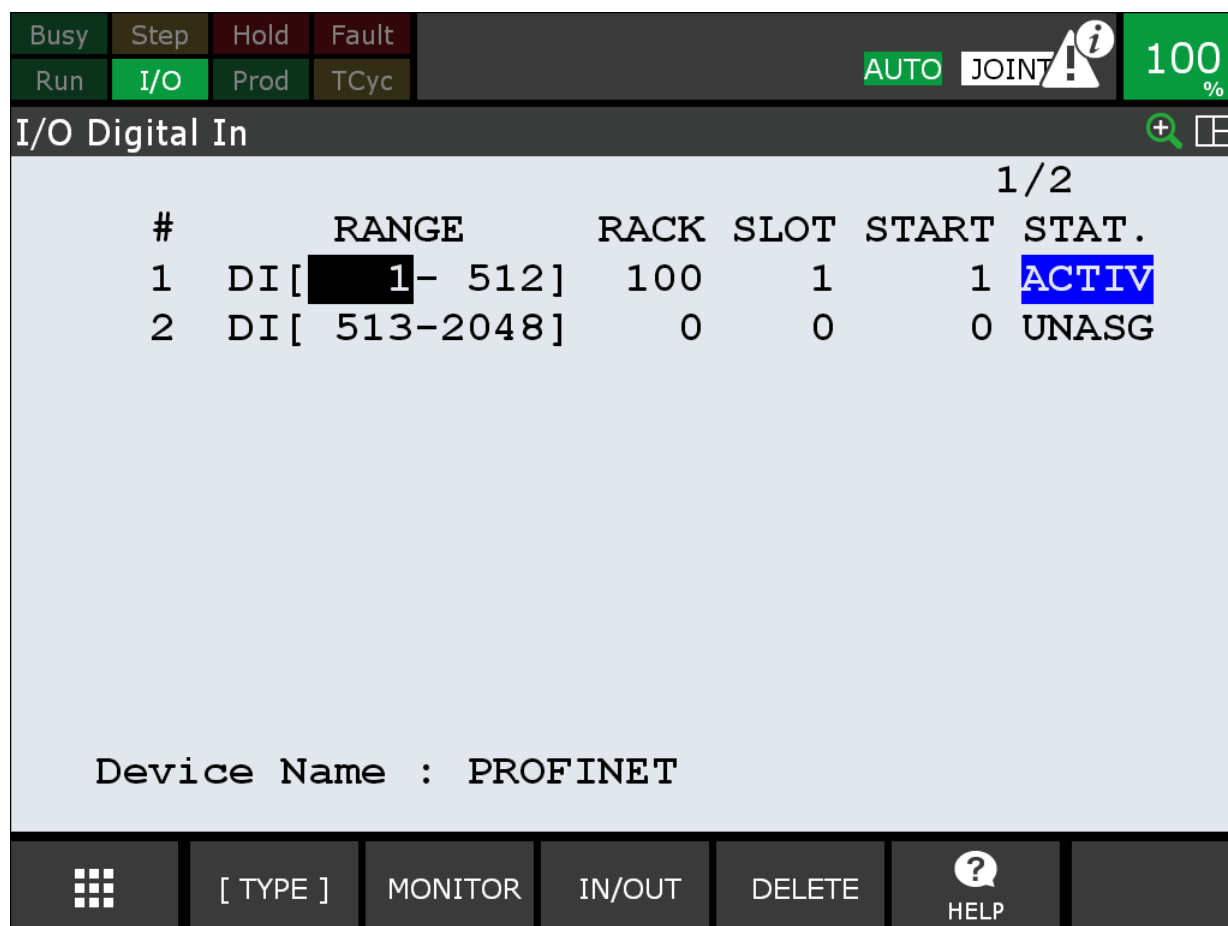 Busy Step Hold Fault
Run I/O Prod TCyc AUTO JOINT 100 %
I/O Digital In
1/2
# RANGE RACK SLOT START STAT.
1 DI[ 1- 512] 100 1 1 ACTIV
2 DI[ 513-2048] 0 0 0 UNASG
Device Name : PROFINET
[ TYPE ] MONITOR IN/OUT DELETE HELP